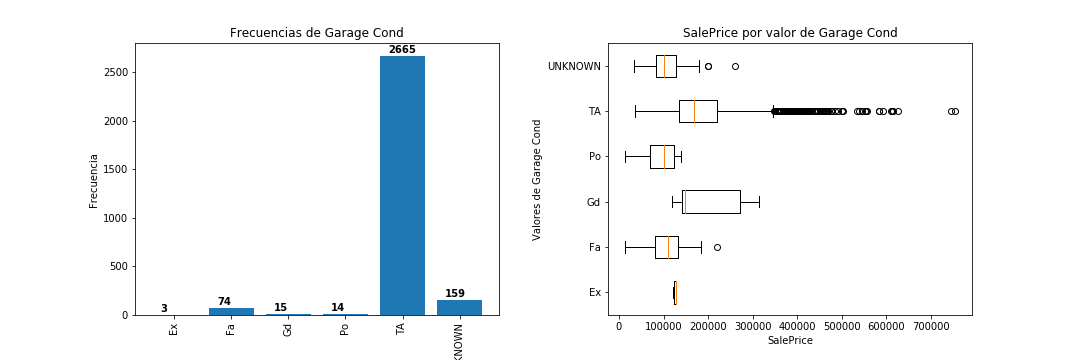 Frecuencias de Garage Cond
2665
2500
2000
1500
1000
500
0
Frecuencia
3
74
15
14
159
Ex
Fa
Gd
Po
TA
KNOWN
SalePrice por valor de Garage Cond
UNKNOWN
TA
Po
Gd
Fa
Ex
Valores de Garage Cond
0
100000
200000
300000
400000
500000
600000
700000
SalePrice